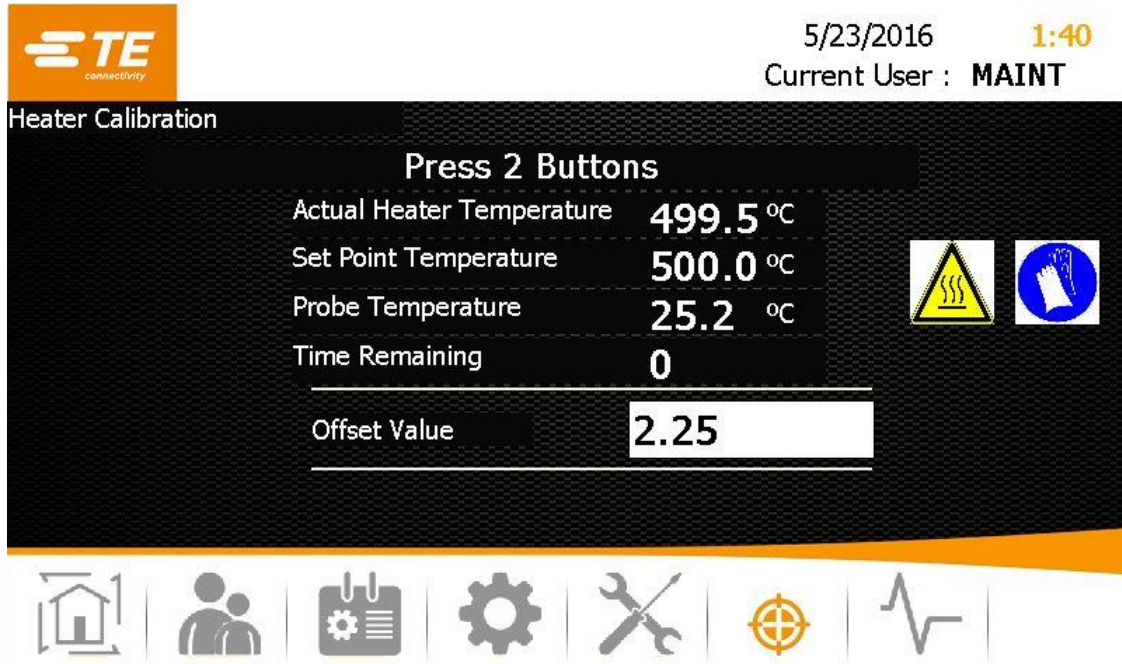 TE
connectivity
5/23/2016 1:40
Current User : MAINT
Heater Calibration
Press 2 Buttons
Actual Heater Temperature 499.5 ºC
Set Point Temperature 500.0 ºC
Probe Temperature 25.2 ºC
Time Remaining 0
Offset Value 2.25